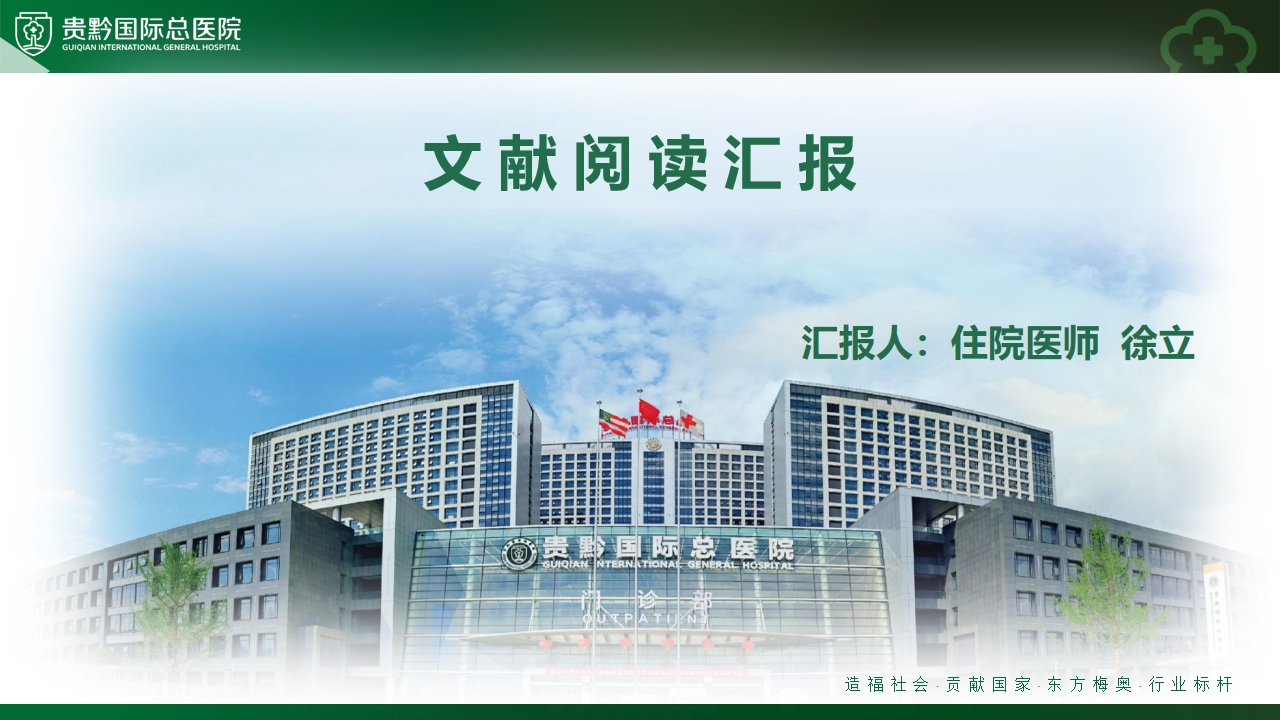 贵黔国际总医院
GUIQIAN INTERNATIONAL GENERAL HOSPITAL
文献阅读汇报
汇报人：住院医师 徐立
贵黔国际总医院
GUIQIAN INTERNATIONAL GENERAL HOSPITAL
门诊部
OUTPATIENT
造福社会·贡献国家·东方梅奥·行业标杆